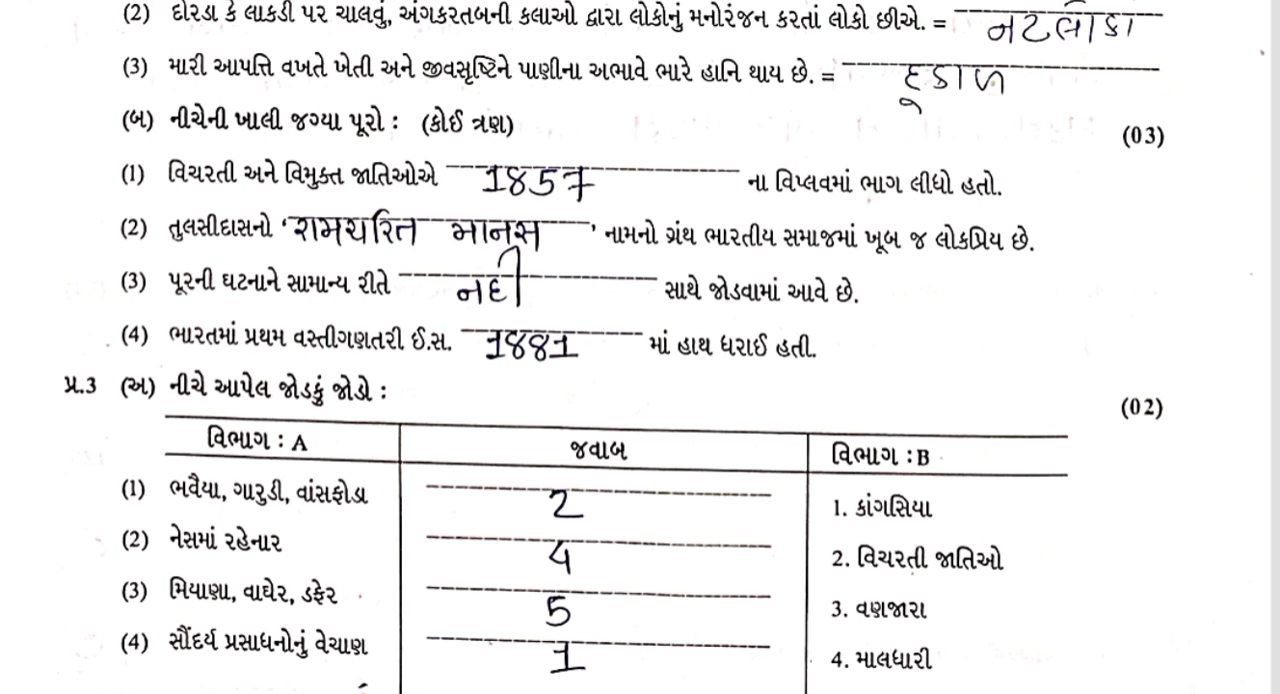 (2) દોરડા કે લાકડી પર ચાલવું, અંગકરતબની કલાઓ દ્વારા લોકોનું મનોરંજન કરતાં લોકો છીએ. = નટલોકો
(3) મારી આપત્તિ વખતે ખેતી અને જીવસૃષ્ટિને પાણીના અભાવે ભારે હાનિ થાય છે. = દૂકાળ
(બ) નીચેની ખાલી જગ્યા પૂરો : (કોઈ ત્રણ) (03)
(1) વિચરતી અને વિમુક્ત જાતિઓએ 1857 ના વિપ્લવમાં ભાગ લીધો હતો.
(2) તુલસીદાસનો ‘રામચરિત માનસ’ નામનો ગ્રંથ ભારતીય સમાજમાં ખૂબ જ લોકપ્રિય છે.
(3) પૂરની ઘટનાને સામાન્ય રીતે નદી સાથે જોડવામાં આવે છે.
(4) ભારતમાં પ્રથમ વસ્તીગણતરી ઈ.સ. 1881 માં હાથ ધરાઈ હતી.
પ્ર.3 (અ) નીચે આપેલ જોડકું જોડો : (02)
વિભાગ : A જવાબ વિભાગ : B
(1) ભવૈયા, ગારુડી, વાંસફોડા 2 1. કાંગસિયા
(2) નેસમાં રહેનાર 4 2. વિચરતી જાતિઓ
(3) મિયાણા, વાઘેર, ડફેર 5 3. વણજારા
(4) સૌંદર્ય પ્રસાધનોનું વેચાણ 1 4. માલધારી